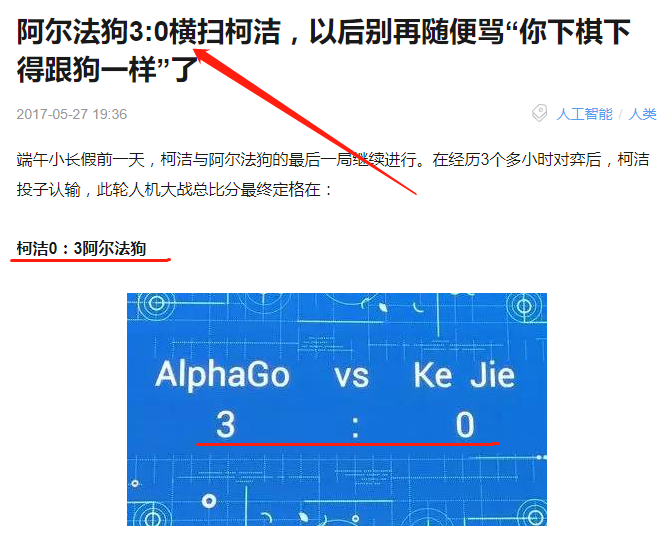 阿尔法狗3:0横扫柯洁，以后别再随便骂“你下棋下
得跟狗一样”了
2017-05-27 19:36
人工智能 / 人类
端午小长假前一天，柯洁与阿尔法狗的最后一局继续进行。在经历3个多小时对弈后，柯洁
投子认输，此轮人机大战总比分最终定格在：
柯洁0：3阿尔法狗
AlphaGo vs Ke Jie
3 : 0